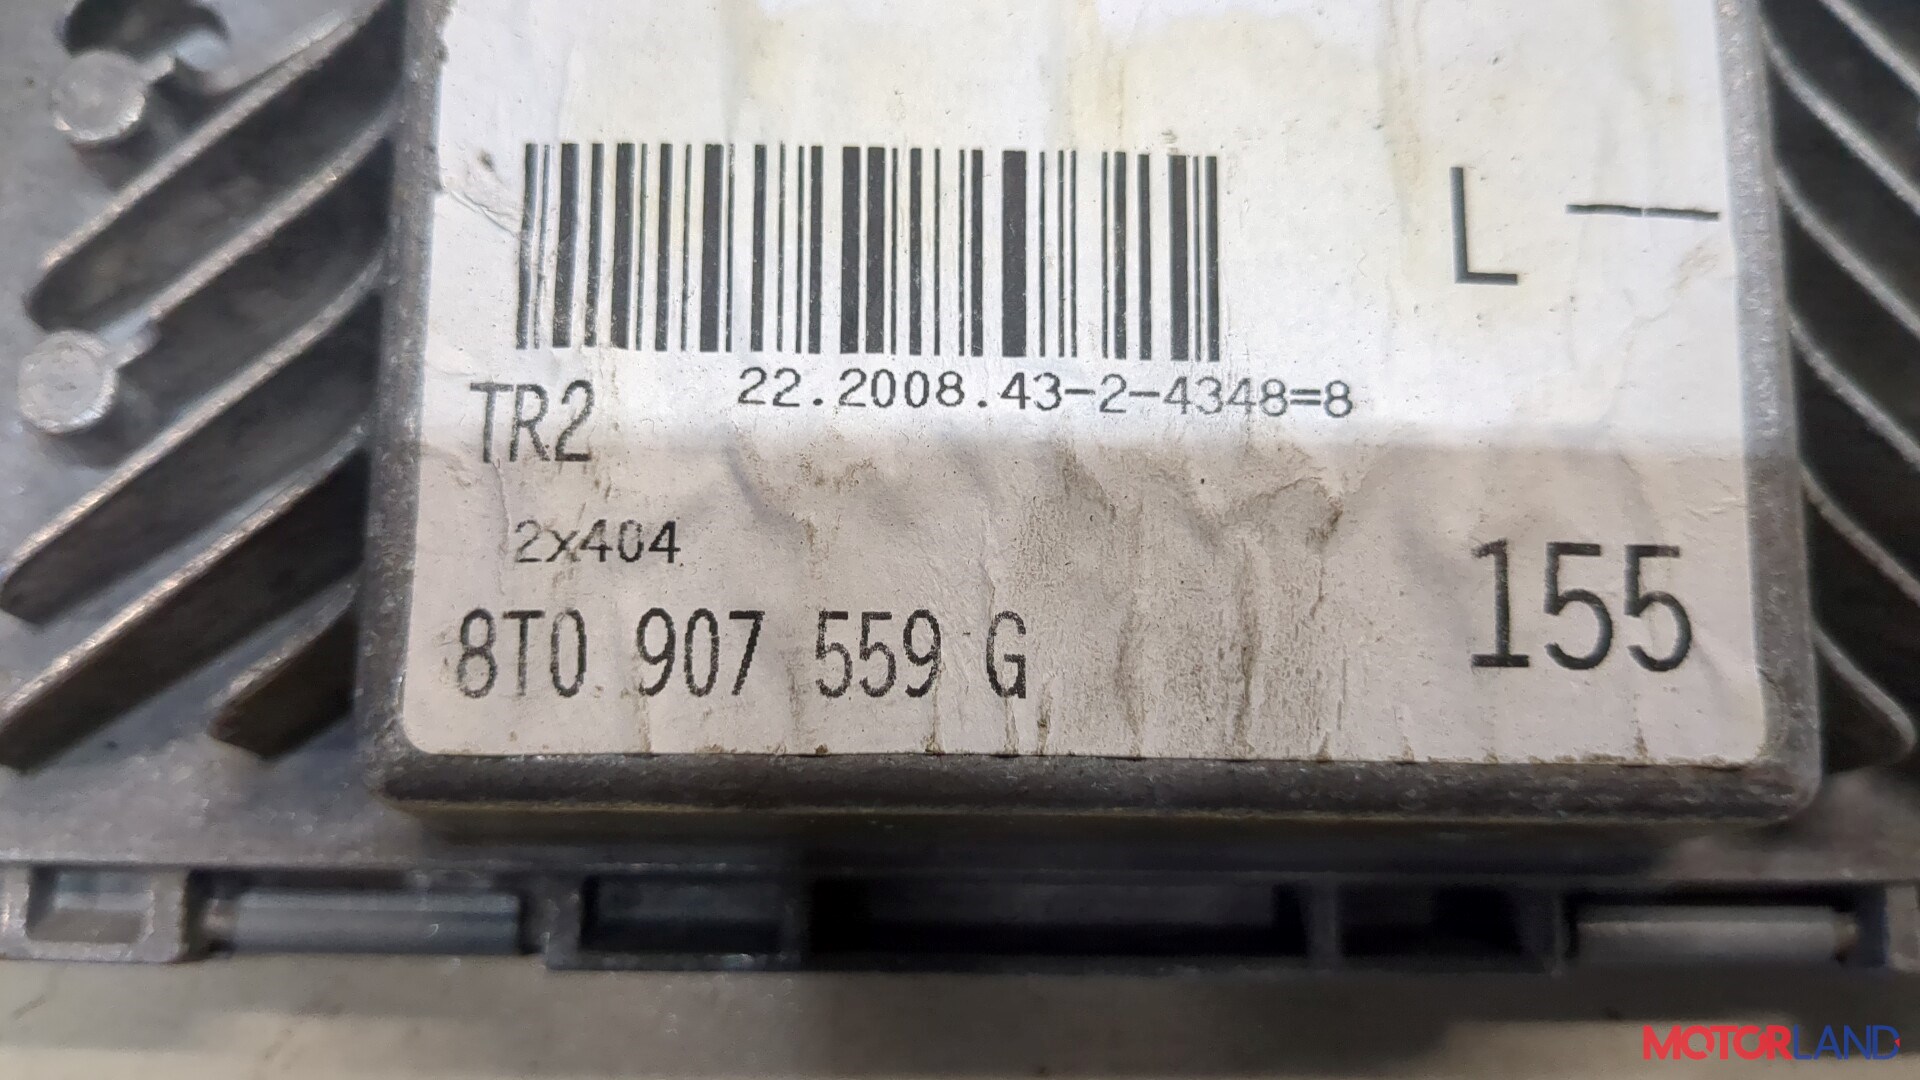 L —
22.2008.43-2-4348=8
TR2
2x404
8T0 907 559 G
155
MOTORLAND